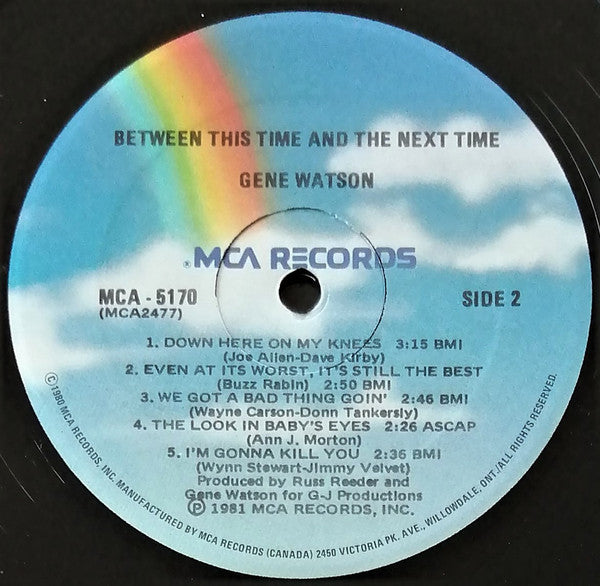 BETWEEN THIS TIME AND THE NEXT TIME
GENE WATSON
®MCA RECORDS
MCA - 5170
(MCA2477)
SIDE 2
1. DOWN HERE ON MY KNEES 3:15 BMI
(Joe Allen-Dave Kirby)
2. EVEN AT ITS WORST, IT'S STILL THE BEST
(Buzz Rabin) 2:50 BMI
3. WE GOT A BAD THING GOIN' 2:46 BMI
(Wayne Carson-Donn Tankersly)
4. THE LOOK IN BABY'S EYES 2:26 ASCAP
(Ann J. Morton)
5. I'M GONNA KILL YOU 2:36 BMI
(Wynn Stewart-Jimmy Velvet)
Produced by Russ Reeder and
Gene Watson for G-J Productions
Ⓟ 1981 MCA RECORDS, INC.
© 1980 MCA RECORDS, INC. MANUFACTURED BY MCA RECORDS (CANADA) 2450 VICTORIA PK. AVE., WILLOWDALE, ONT./ALL RIGHTS RESERVED.